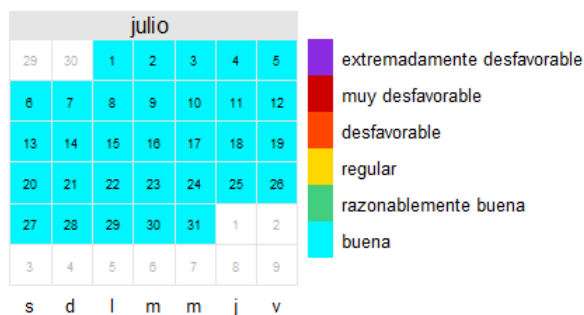 julio
29 30 1 2 3 4 5
6 7 8 9 10 11 12
13 14 15 16 17 18 19
20 21 22 23 24 25 26
27 28 29 30 31 1 2
3 4 5 6 7 8 9
s d l m m j v
extremadamente desfavorable
muy desfavorable
desfavorable
regular
razonablemente buena
buena